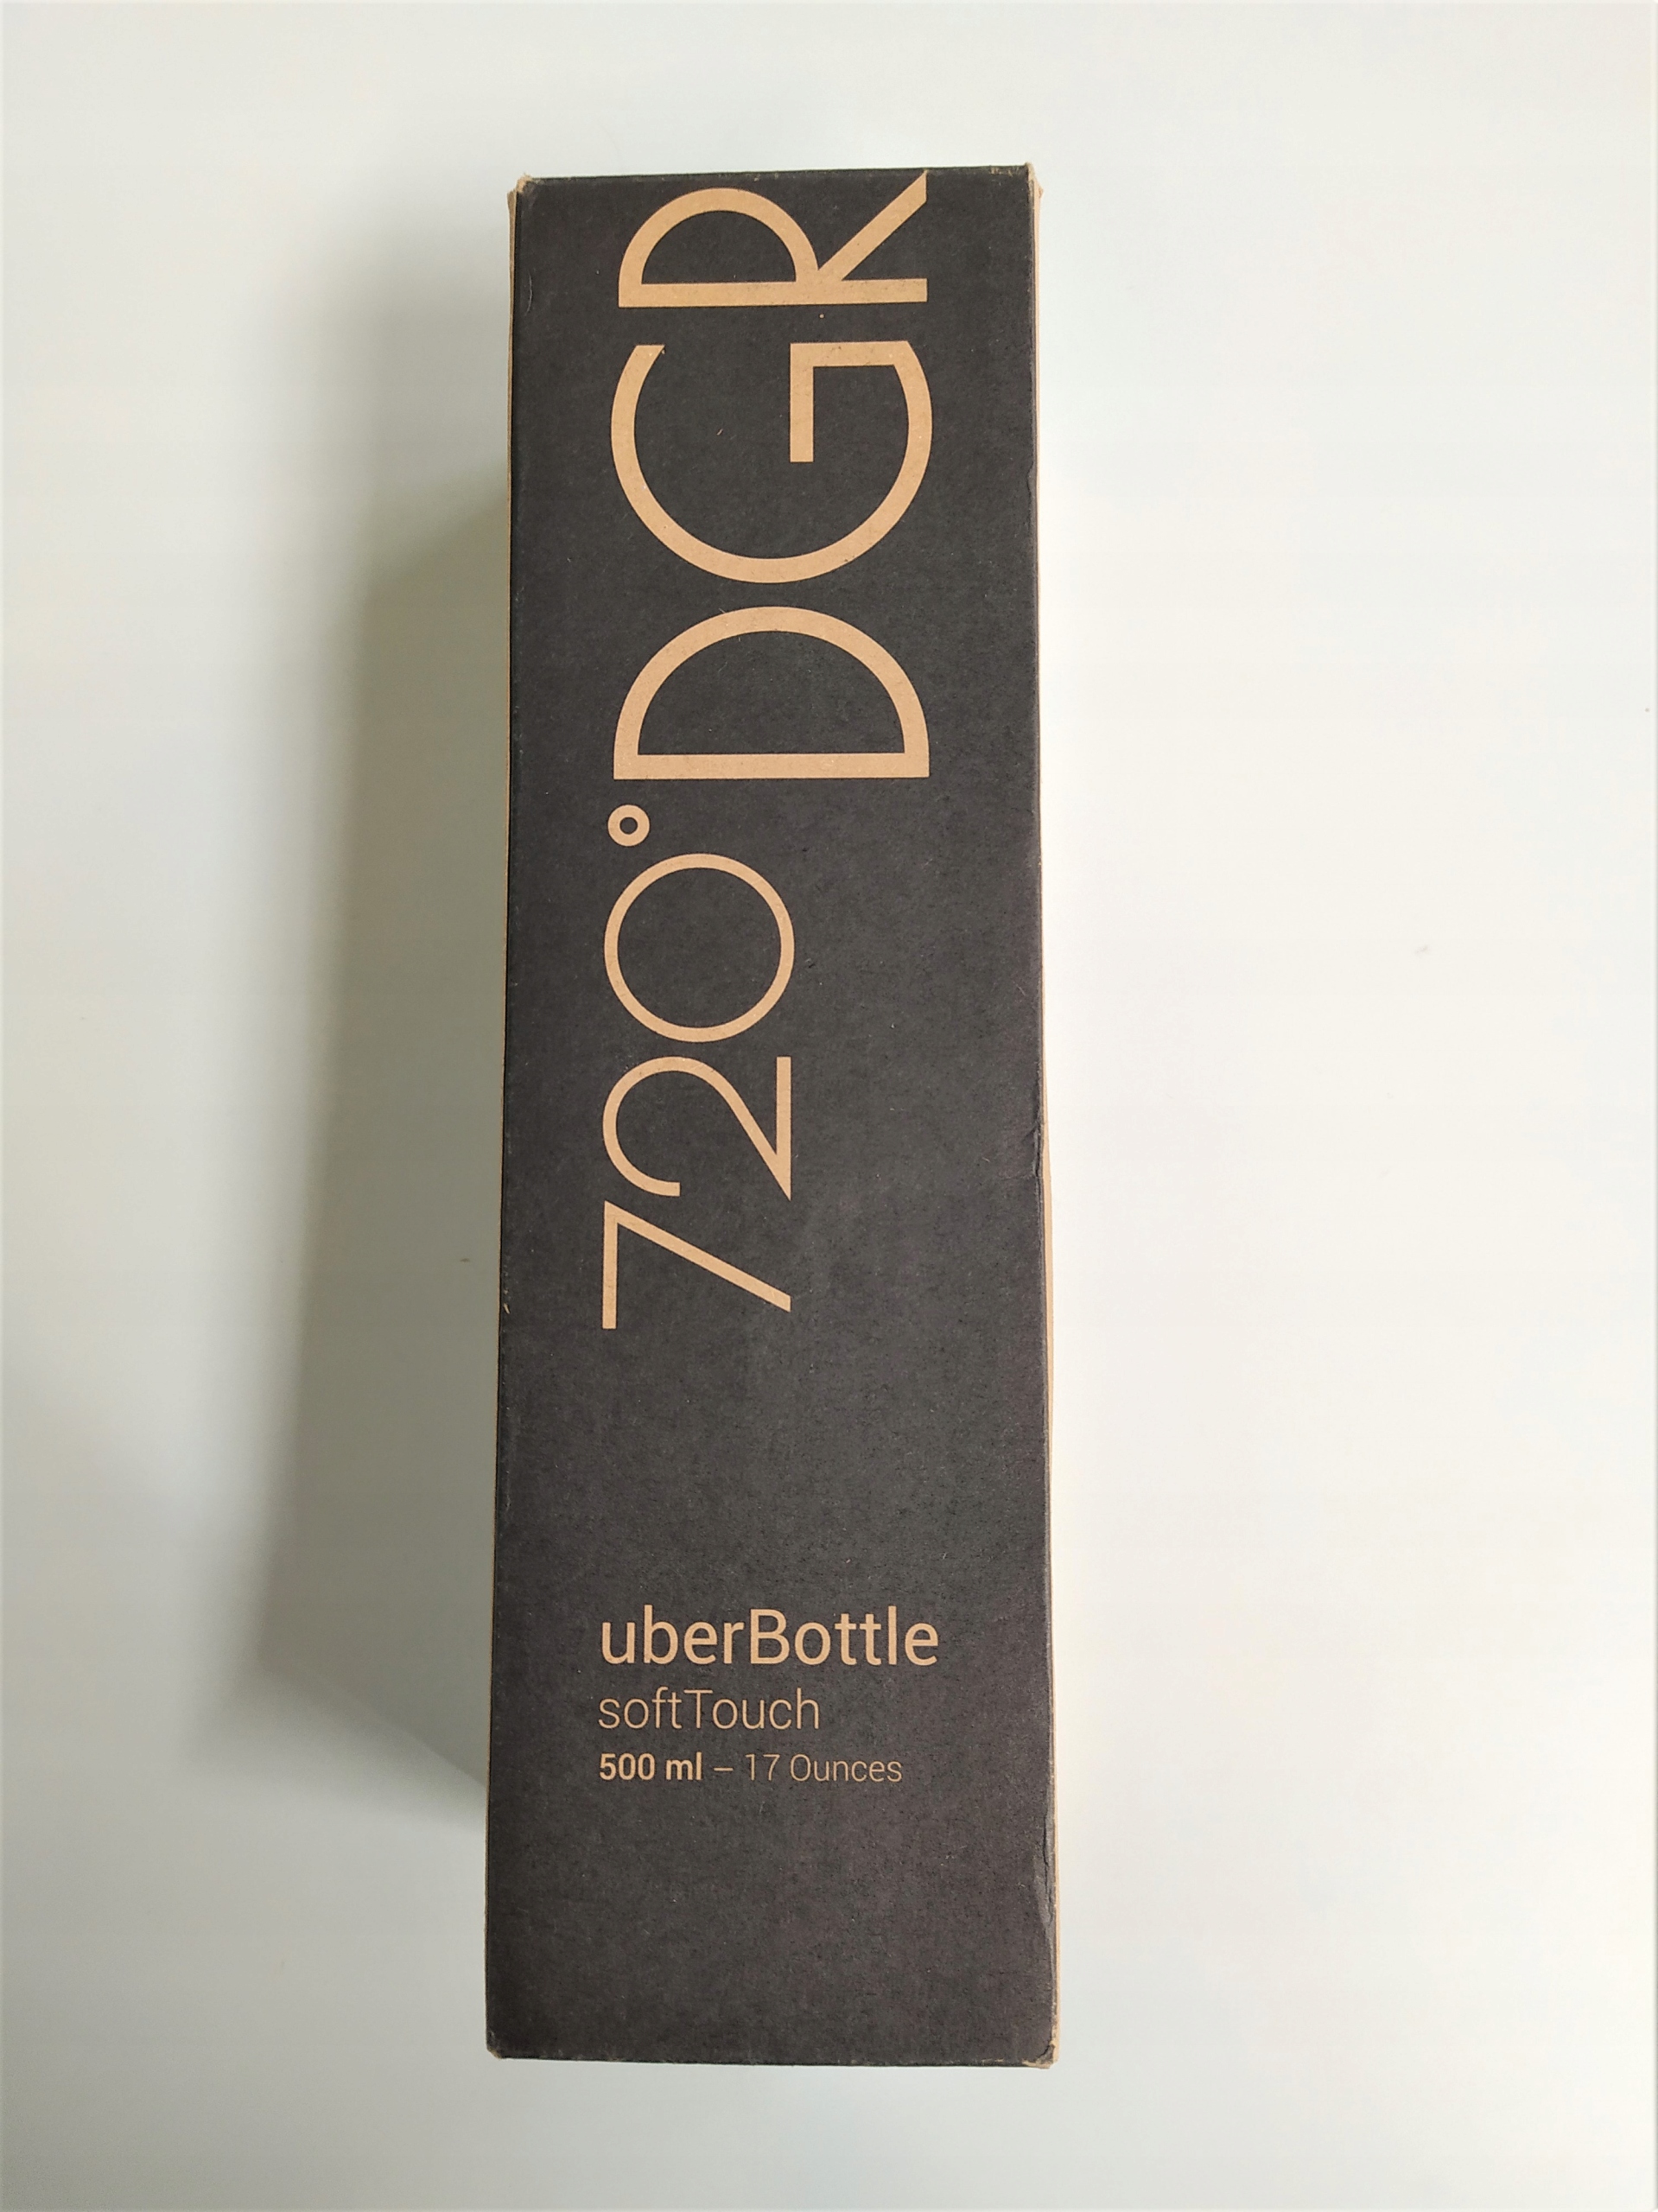 720°DGR
uberBottle
softTouch
500 ml – 17 Ounces